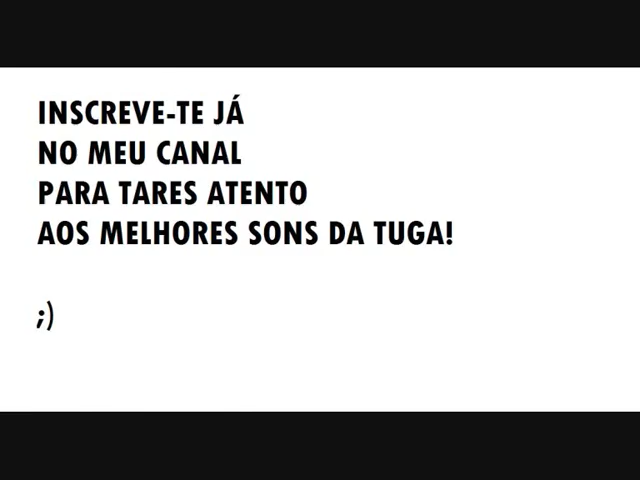 INSCREVE-TE JÁ
NO MEU CANAL
PARA TARES ATENTO
AOS MELHORES SONS DA TUGA!
;)